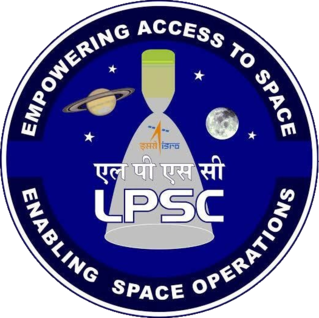 EMPOWERING ACCESS TO SPACE
इसरो isro
एल पी एस सी
LPSC
ENABLING SPACE OPERATIONS